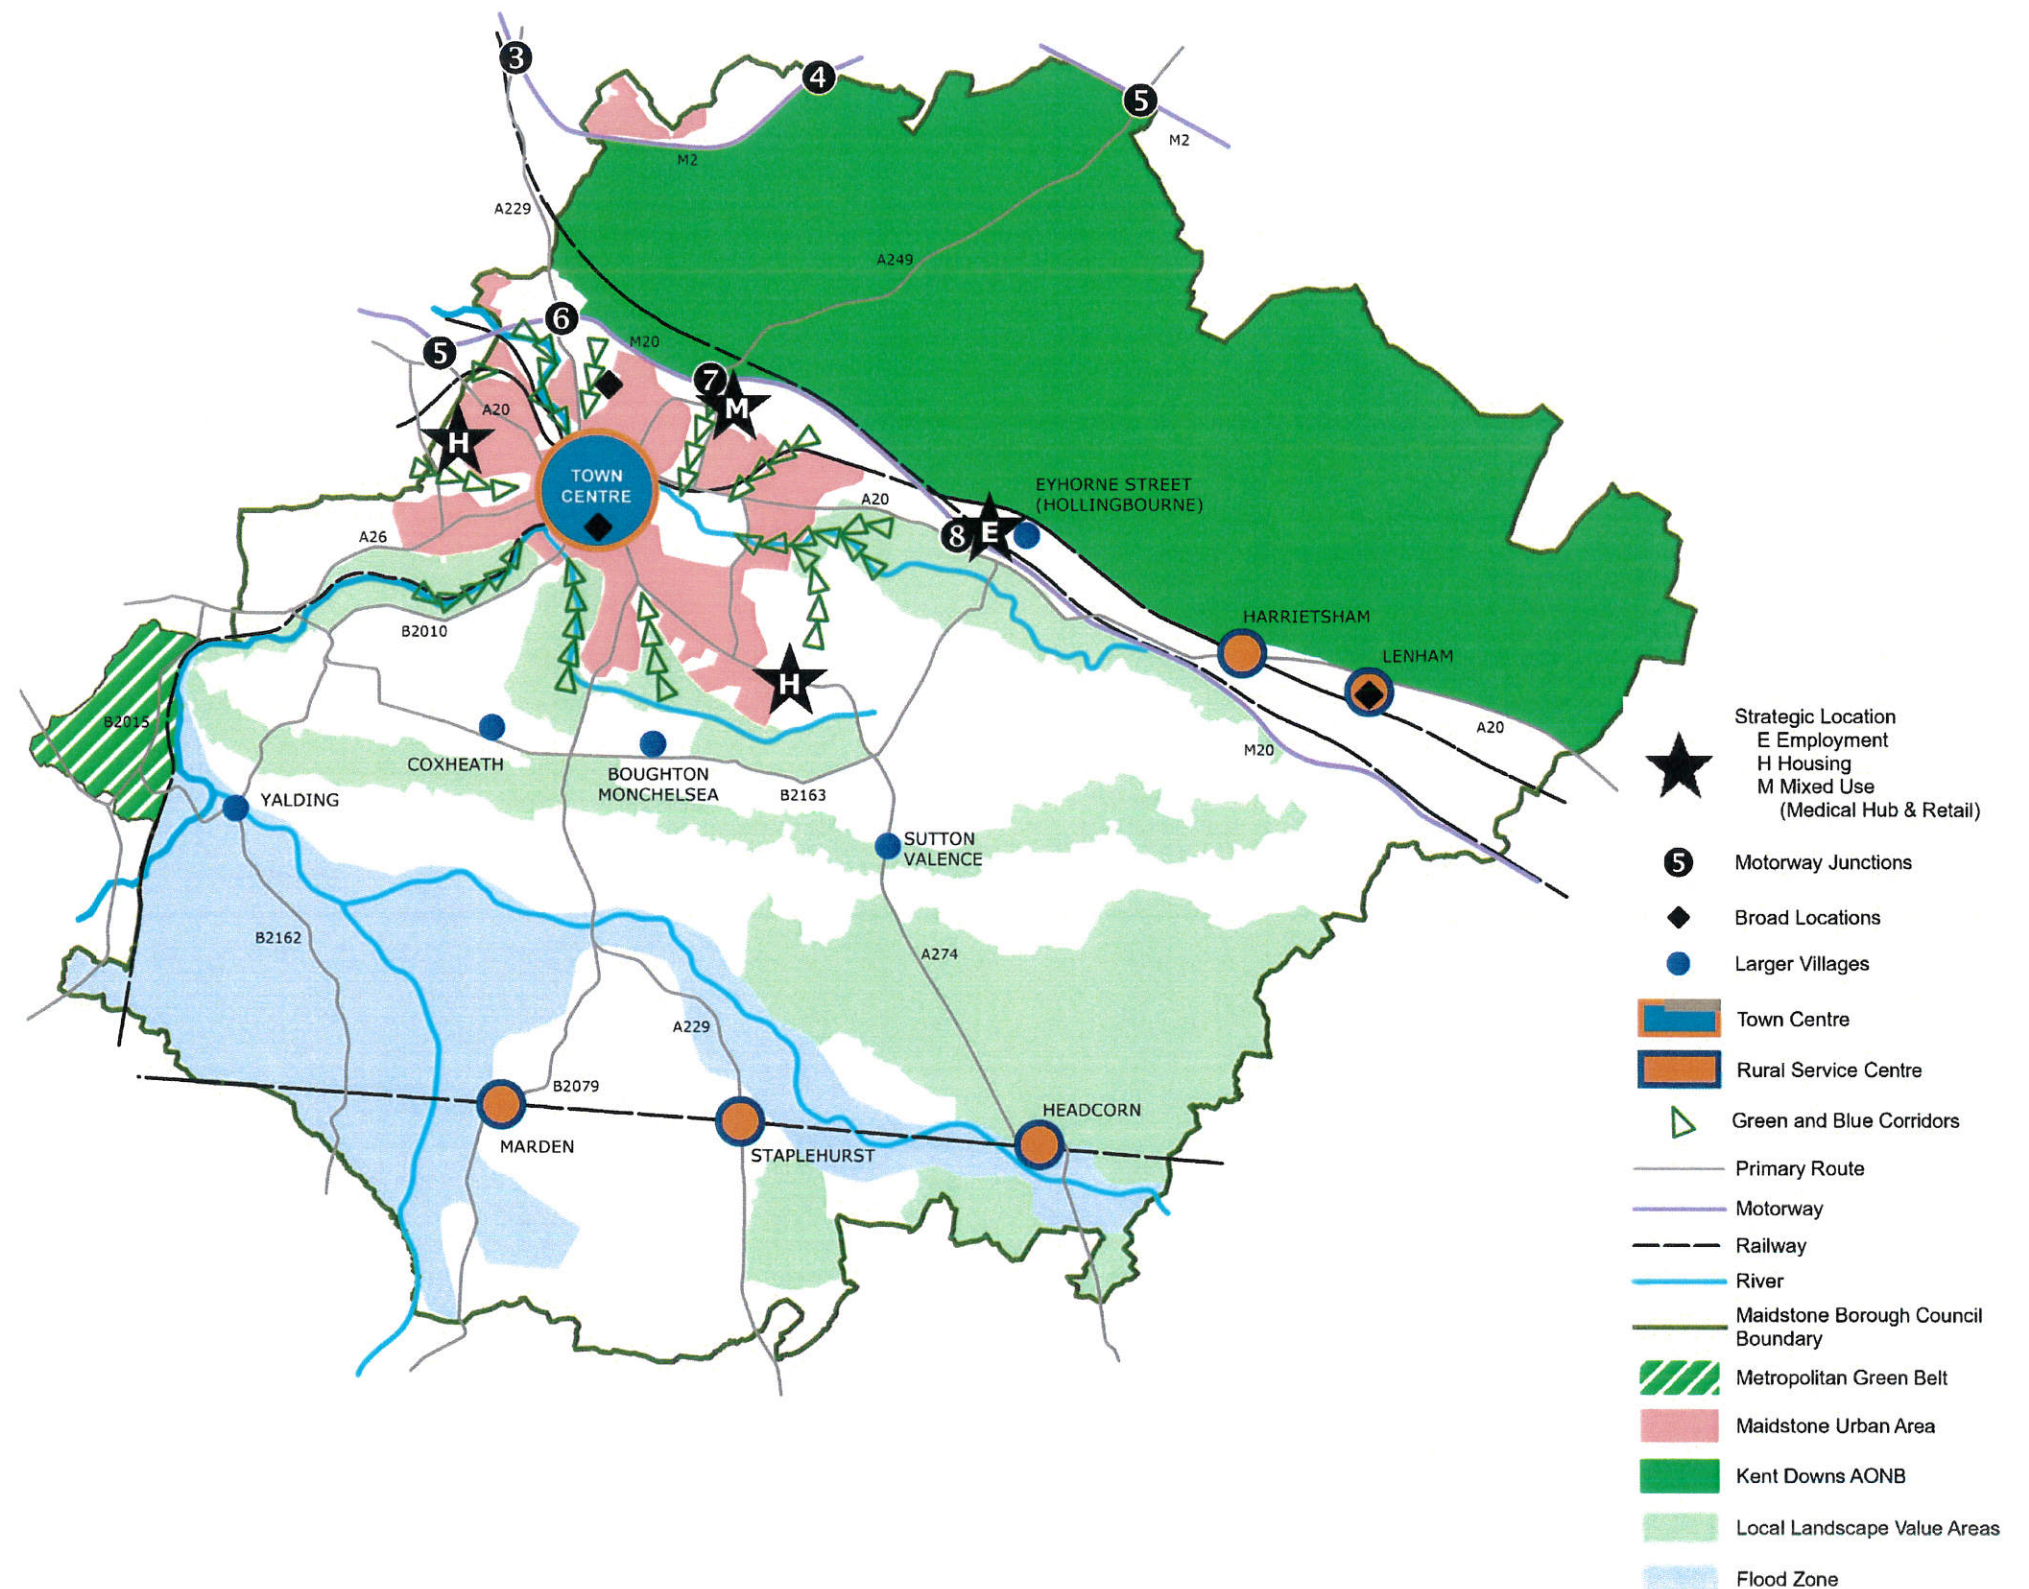 3
4
5
M2
M2
A229
A249
6
5
M20
7
M
A20
H
TOWN
CENTRE
EYHORNE STREET
(HOLLINGBOURNE)
A20
8
E
A26
B2010
HARRIETSHAM
LENHAM
H
B2015
A20
M20
COXHEATH
BOUGHTON
MONCHELSEA
B2163
YALDING
SUTTON
VALENCE
B2162
A274
A229
B2079
MARDEN
STAPLEHURST
HEADCORN
Strategic Location
E Employment
H Housing
M Mixed Use
(Medical Hub & Retail)
5 Motorway Junctions
Broad Locations
Larger Villages
Town Centre
Rural Service Centre
Green and Blue Corridors
Primary Route
Motorway
Railway
River
Maidstone Borough Council
Boundary
Metropolitan Green Belt
Maidstone Urban Area
Kent Downs AONB
Local Landscape Value Areas
Flood Zone